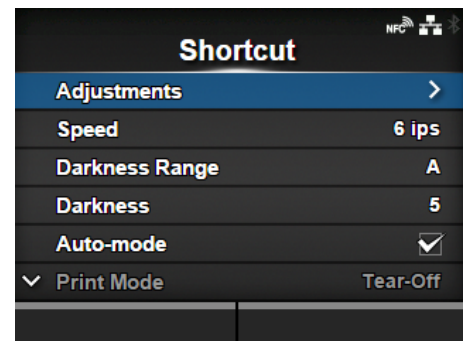 NFC
Shortcut
Adjustments
Speed 6 ips
Darkness Range A
Darkness 5
Auto-mode
Print Mode Tear-Off